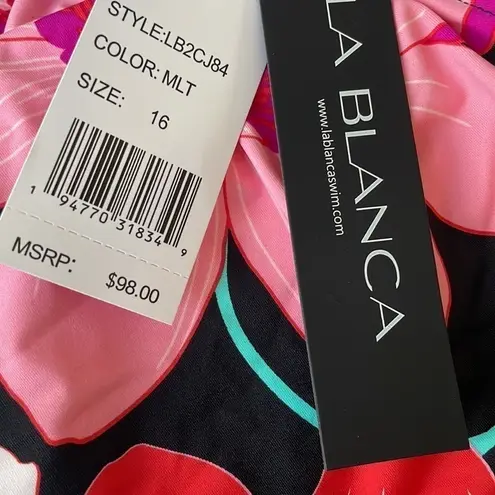 STYLE:LB2CJ84
COLOR: MLT
SIZE: 16
1 94770 31834 9
MSRP: $98.00
LA BLANCA
www.lablancaswim.com